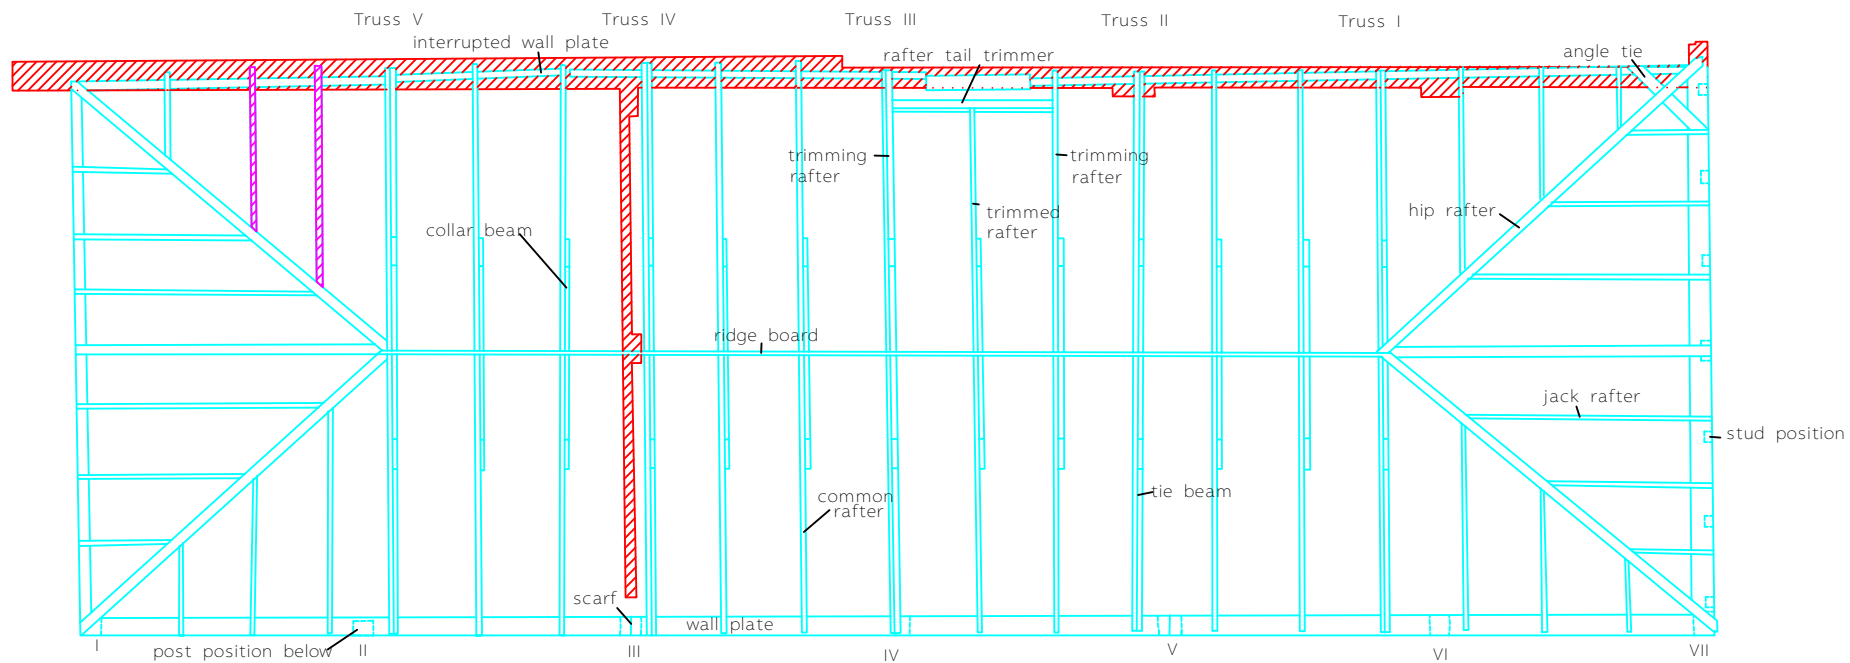 Truss V
Truss IV
Truss III
Truss II
Truss I
interrupted wall plate
rafter tail trimmer
angle tie
trimming
rafter
trimming
rafter
trimmed
rafter
hip rafter
collar beam
ridge board
jack rafter
stud position
common
rafter
tie beam
scarf
wall plate
post position below
I
II
III
IV
V
VI
VII